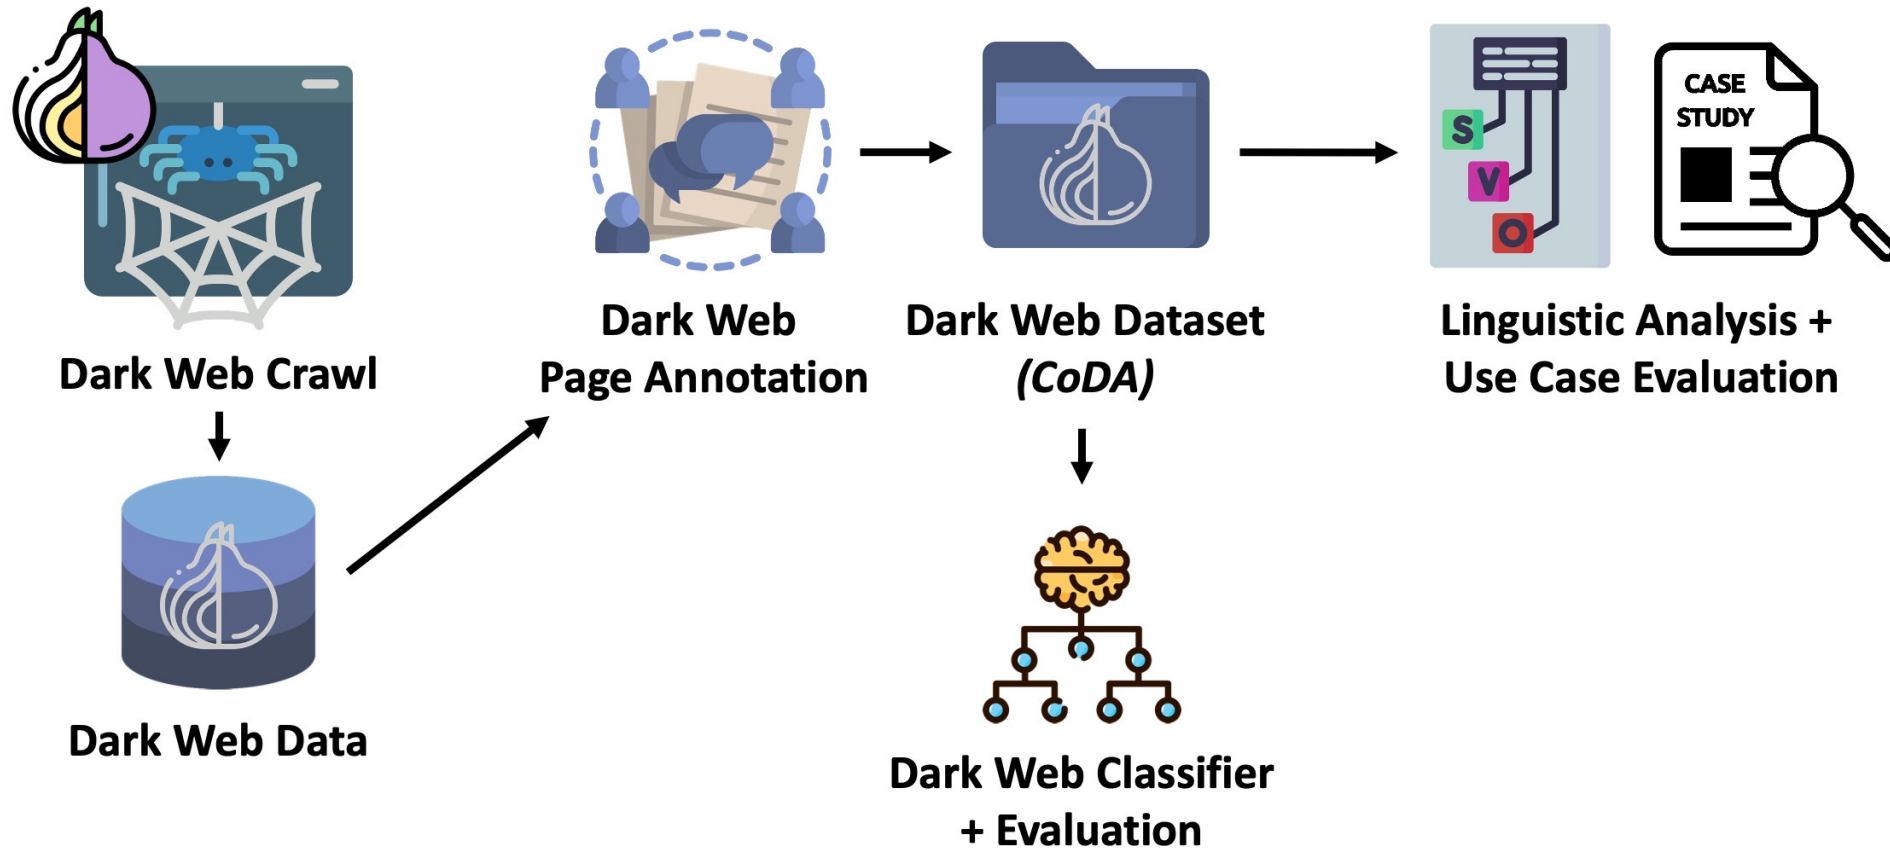 Dark Web Crawl
Dark Web Data
Dark Web
Page Annotation
Dark Web Dataset
(CoDA)
Dark Web Classifier
+ Evaluation
S
V
O
CASE
STUDY
Linguistic Analysis +
Use Case Evaluation